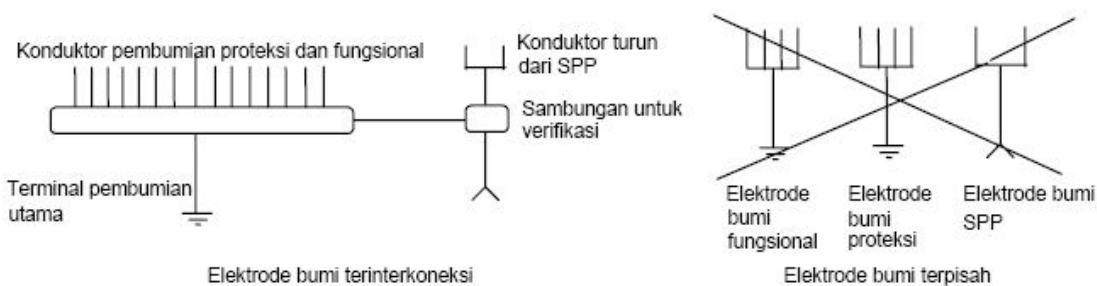 Konduktor pembumian proteksi dan fungsional
Konduktor turun
dari SPP
Sambungan untuk
verifikasi
Terminal pembumian
utama
Elektrode bumi terinterkoneksi
Elektrode
bumi
fungsional
Elektrode
bumi
proteksi
Elektrode bumi
SPP
Elektrode bumi terpisah